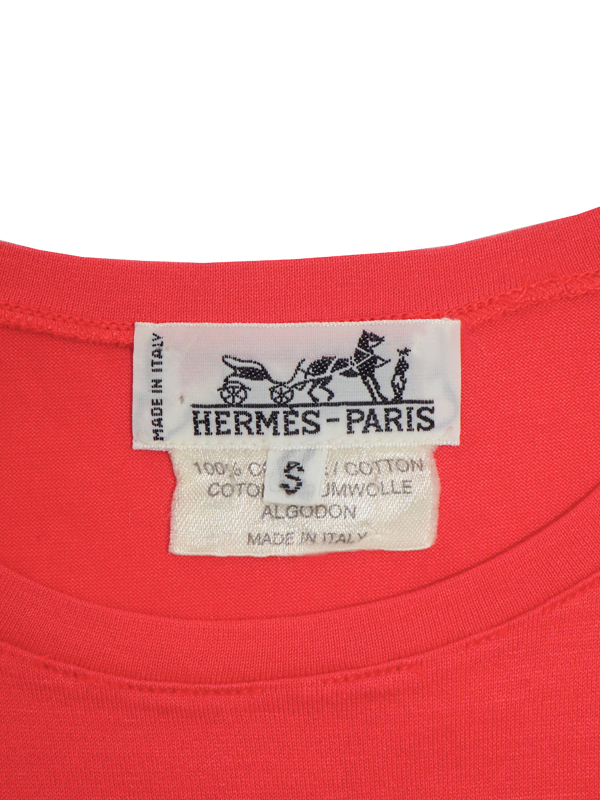 MADE IN ITALY
HERMÈS-PARIS
S
100% / COTTON
ALGODON
MADE IN ITALY